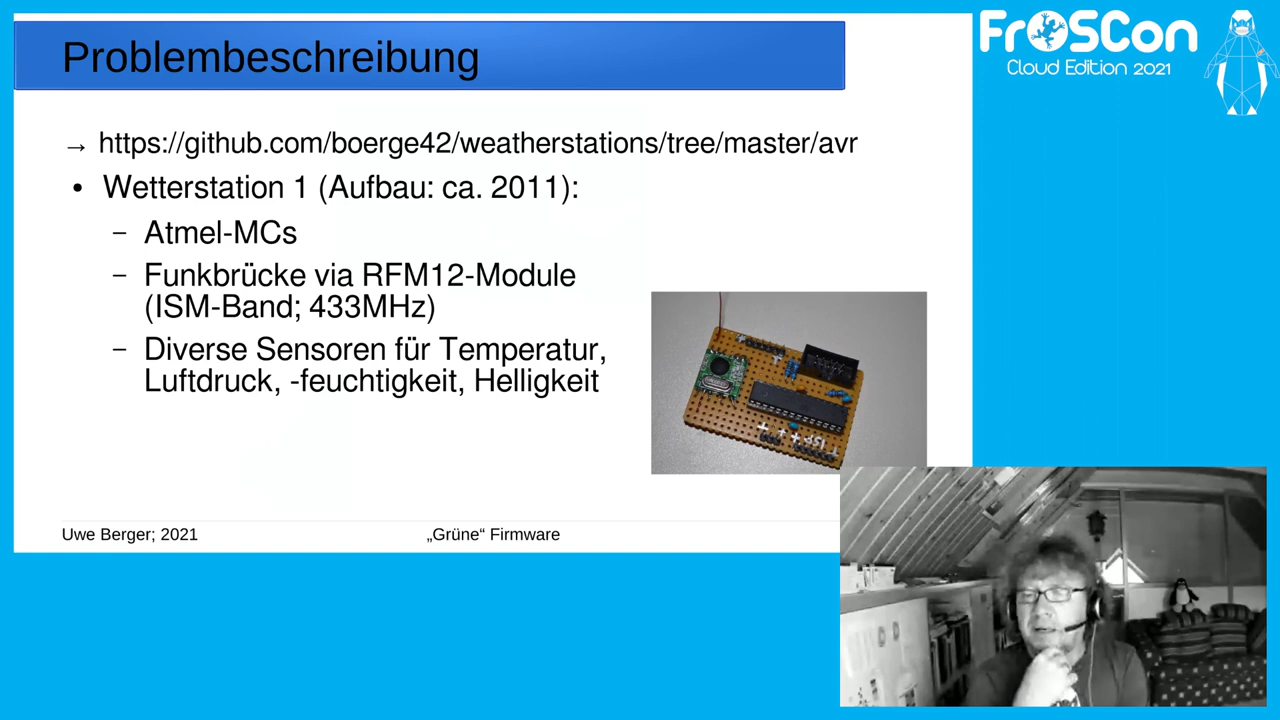 Problembeschreibung
FrOSCon
Cloud Edition 2021
→ https://github.com/boerge42/weatherstations/tree/master/avr
• Wetterstation 1 (Aufbau: ca. 2011):
– Atmel-MCs
– Funkbrücke via RFM12-Module
(ISM-Band; 433MHz)
– Diverse Sensoren für Temperatur,
Luftdruck, -feuchtigkeit, Helligkeit
ISP
Uwe Berger; 2021
„Grüne“ Firmware